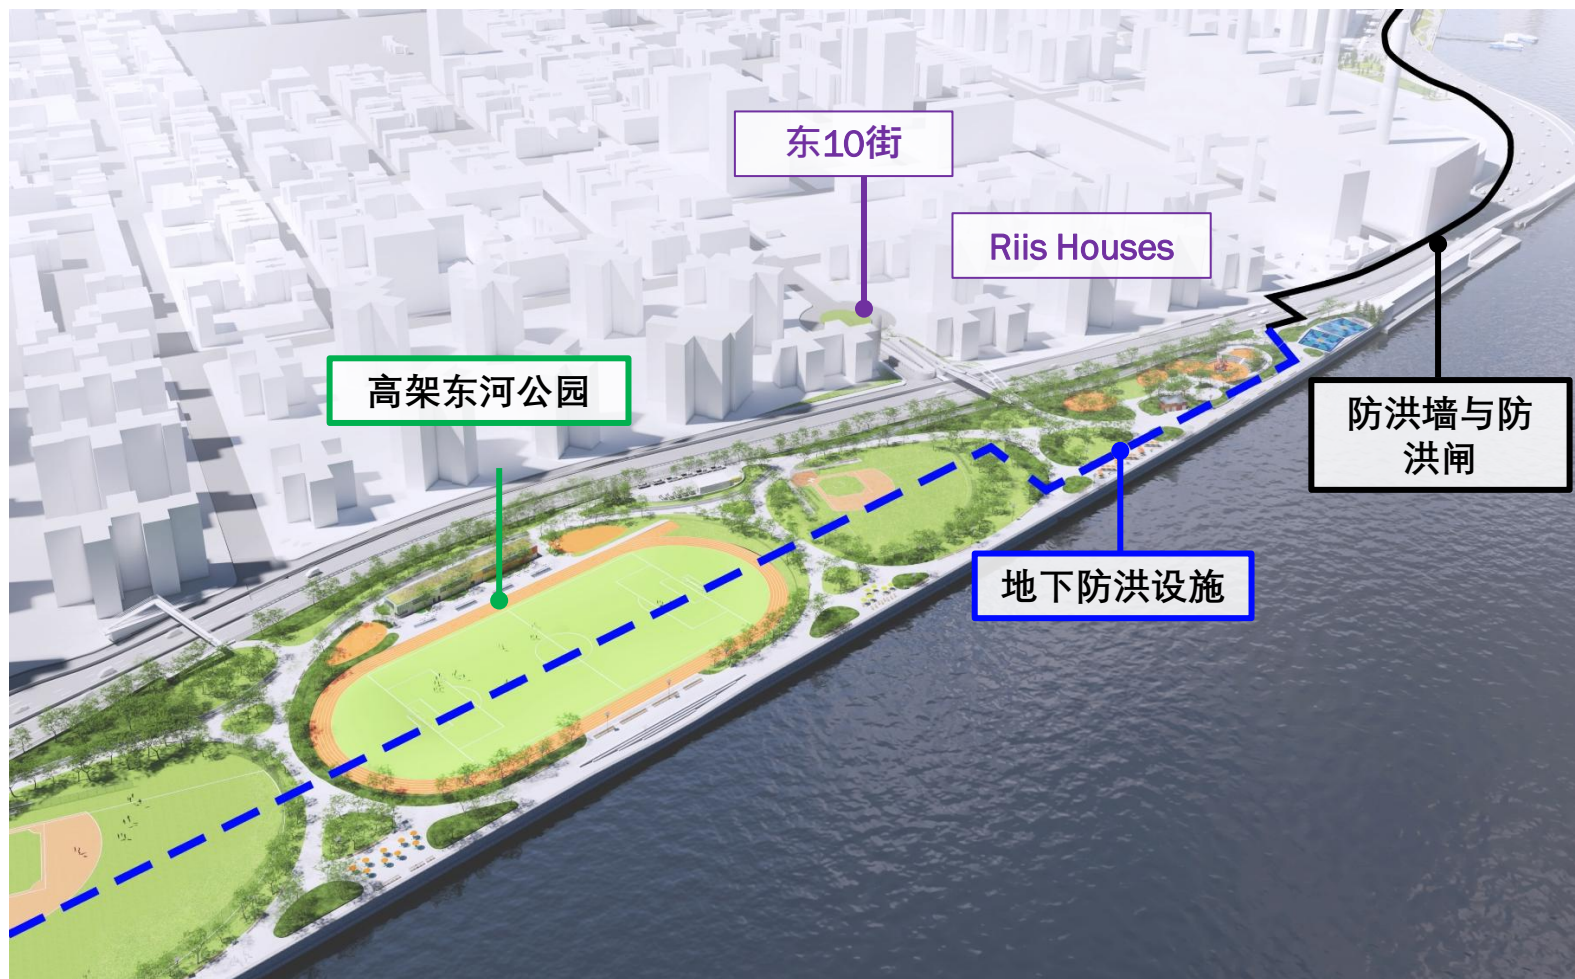 东10街
Riis Houses
高架东河公园
防洪墙与防
洪闸
地下防洪设施